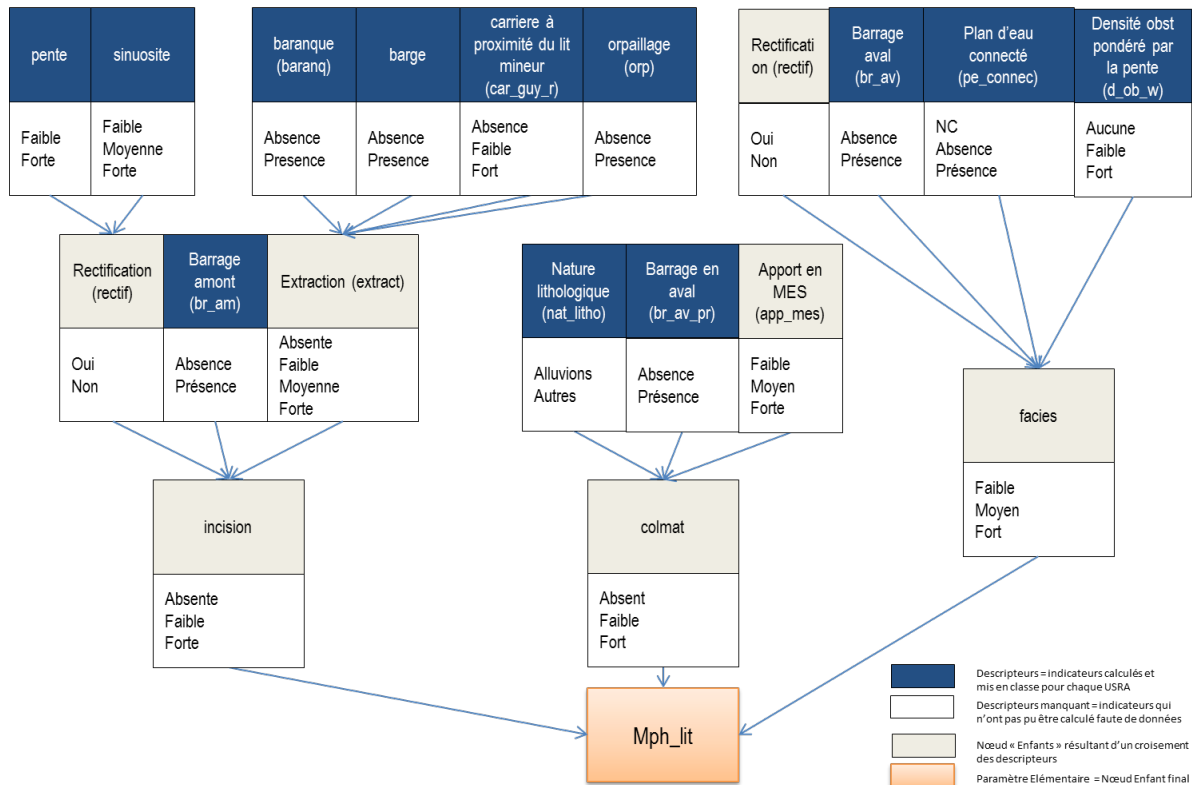 pente
sinuosite
Faible
Forte
Faible
Moyenne
Forte
baranque
(baranq)
barge
carriere à
proximité du lit
mineur
(car_guy_r)
orpaillage
(orp)
Absence
Presence
Absence
Presence
Absence
Faible
Fort
Absence
Presence
Rectificati
on (rectif)
Barrage
aval
(br_av)
Plan d'eau
connecté
(pe_connec)
Densité obst
pondéré par
la pente
(d_ob_w)
Oui
Non
Absence
Présence
NC
Absence
Présence
Aucune
Faible
Fort
Rectification
(rectif)
Barrage
amont
(br_am)
Extraction (extract)
Oui
Non
Absence
Présence
Absente
Faible
Moyenne
Forte
Nature
lithologique
(nat_litho)
Barrage en
aval
(br_av_pr)
Apport en
MES
(app_mes)
Alluvions
Autres
Absence
Présence
Faible
Moyen
Forte
facies
Faible
Moyen
Fort
incision
Absente
Faible
Forte
colmat
Absent
Faible
Fort
Mph_lit
Descripteurs = indicateurs calculés et
mis en classe pour chaque USRA
Descripteurs manquant = indicateurs qui
n'ont pas pu être calculé faute de données
Nœud « Enfants » résultant d'un croisement
des descripteurs
Paramètre Elémentaire = Nœud Enfant final